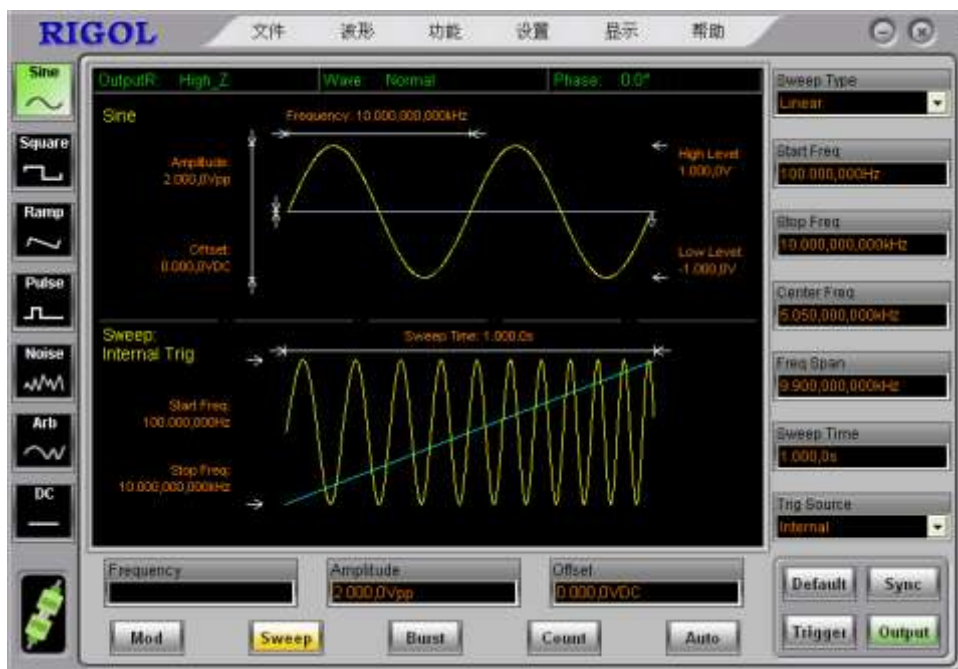 RIGOL 文件 波形 功能 设置 显示 帮助
Sine
Square
Ramp
Pulse
Noise
Arb
DC
OutputR: High_Z Wave: Normal Phase: 0.0°
Sine
Frequency: 10.000,000,000kHz
Amplitude:
2.000,0Vpp
High Level:
1.000,0V
Offset:
0.000,0VDC
Low Level:
-1.000,0V
Sweep:
Internal Trig
Sweep Time: 1.000,0s
Start Freq:
100.000,000Hz
Stop Freq:
10.000,000,000kHz
Sweep Type
Linear
Start Freq
100.000,000Hz
Stop Freq
10.000,000,000kHz
Center Freq
5.050,000,000kHz
Freq Span
9.900,000,000kHz
Sweep Time
1.000,0s
Trig Source
Internal
Frequency
Amplitude
2.000,0Vpp
Offset
0.000,0VDC
Mod Sweep Burst Count Auto
Default Sync
Trigger Output